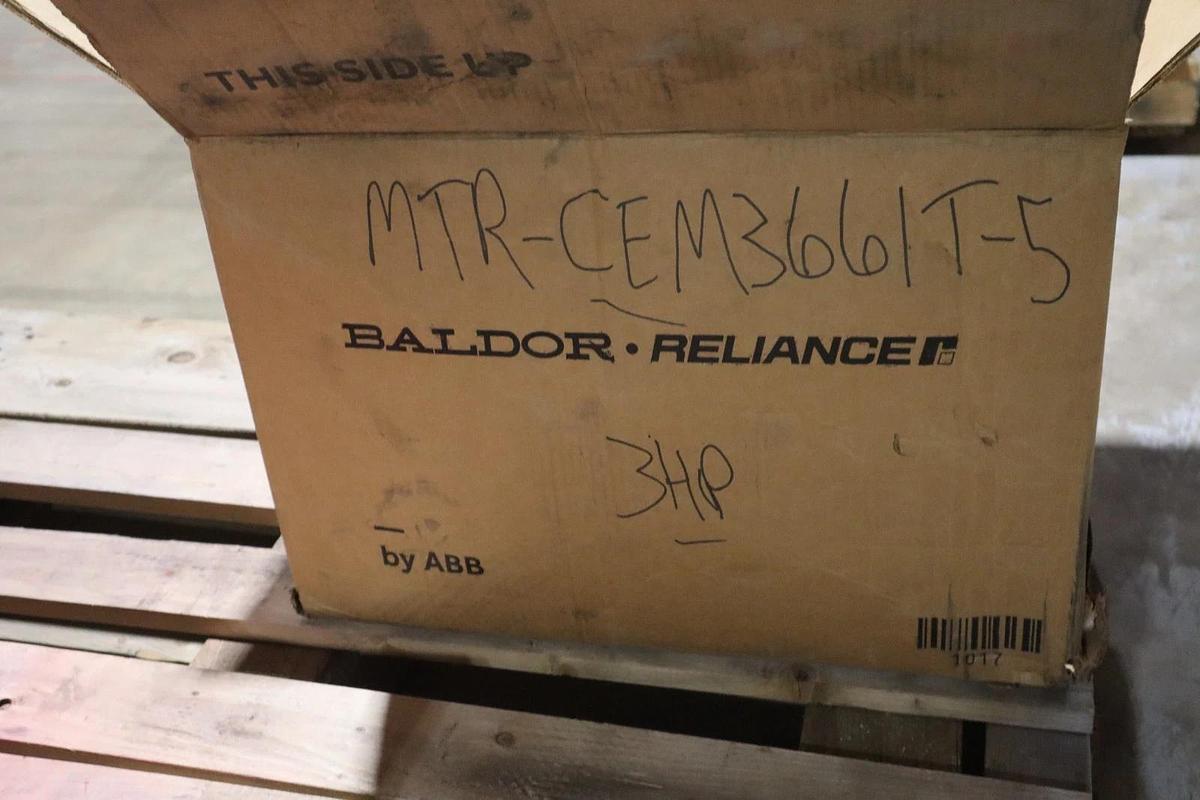 THIS SIDE UP
MTR-CEM3661T-5
BALDOR • RELIANCE
3HP
by ABB
1017